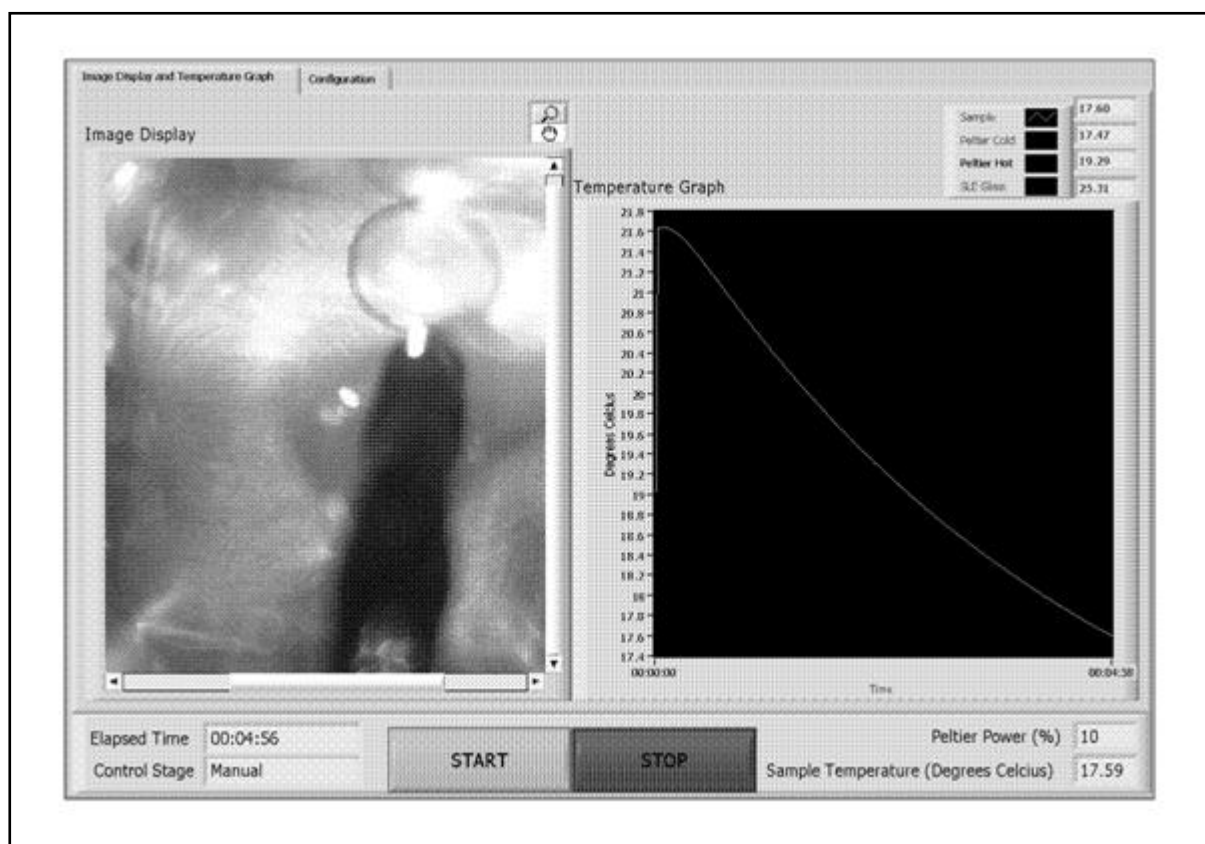 Image Display and Temperature Graph
Configuration
Image Display
Sample 17.60
Peltier Cold 17.47
Peltier Hot 19.29
SLE Glass 25.31
Temperature Graph
21.8
21.6
21.4
21.2
21
20.8
20.6
20.4
20.2
20
19.8
19.6
19.4
19.2
19
18.8
18.6
18.4
18.2
18
17.8
17.6
17.4
Degrees Celcius
00:00:00
00:04:38
Time
Elapsed Time 00:04:56
Control Stage Manual
START
STOP
Peltier Power (%) 10
Sample Temperature (Degrees Celcius) 17.59